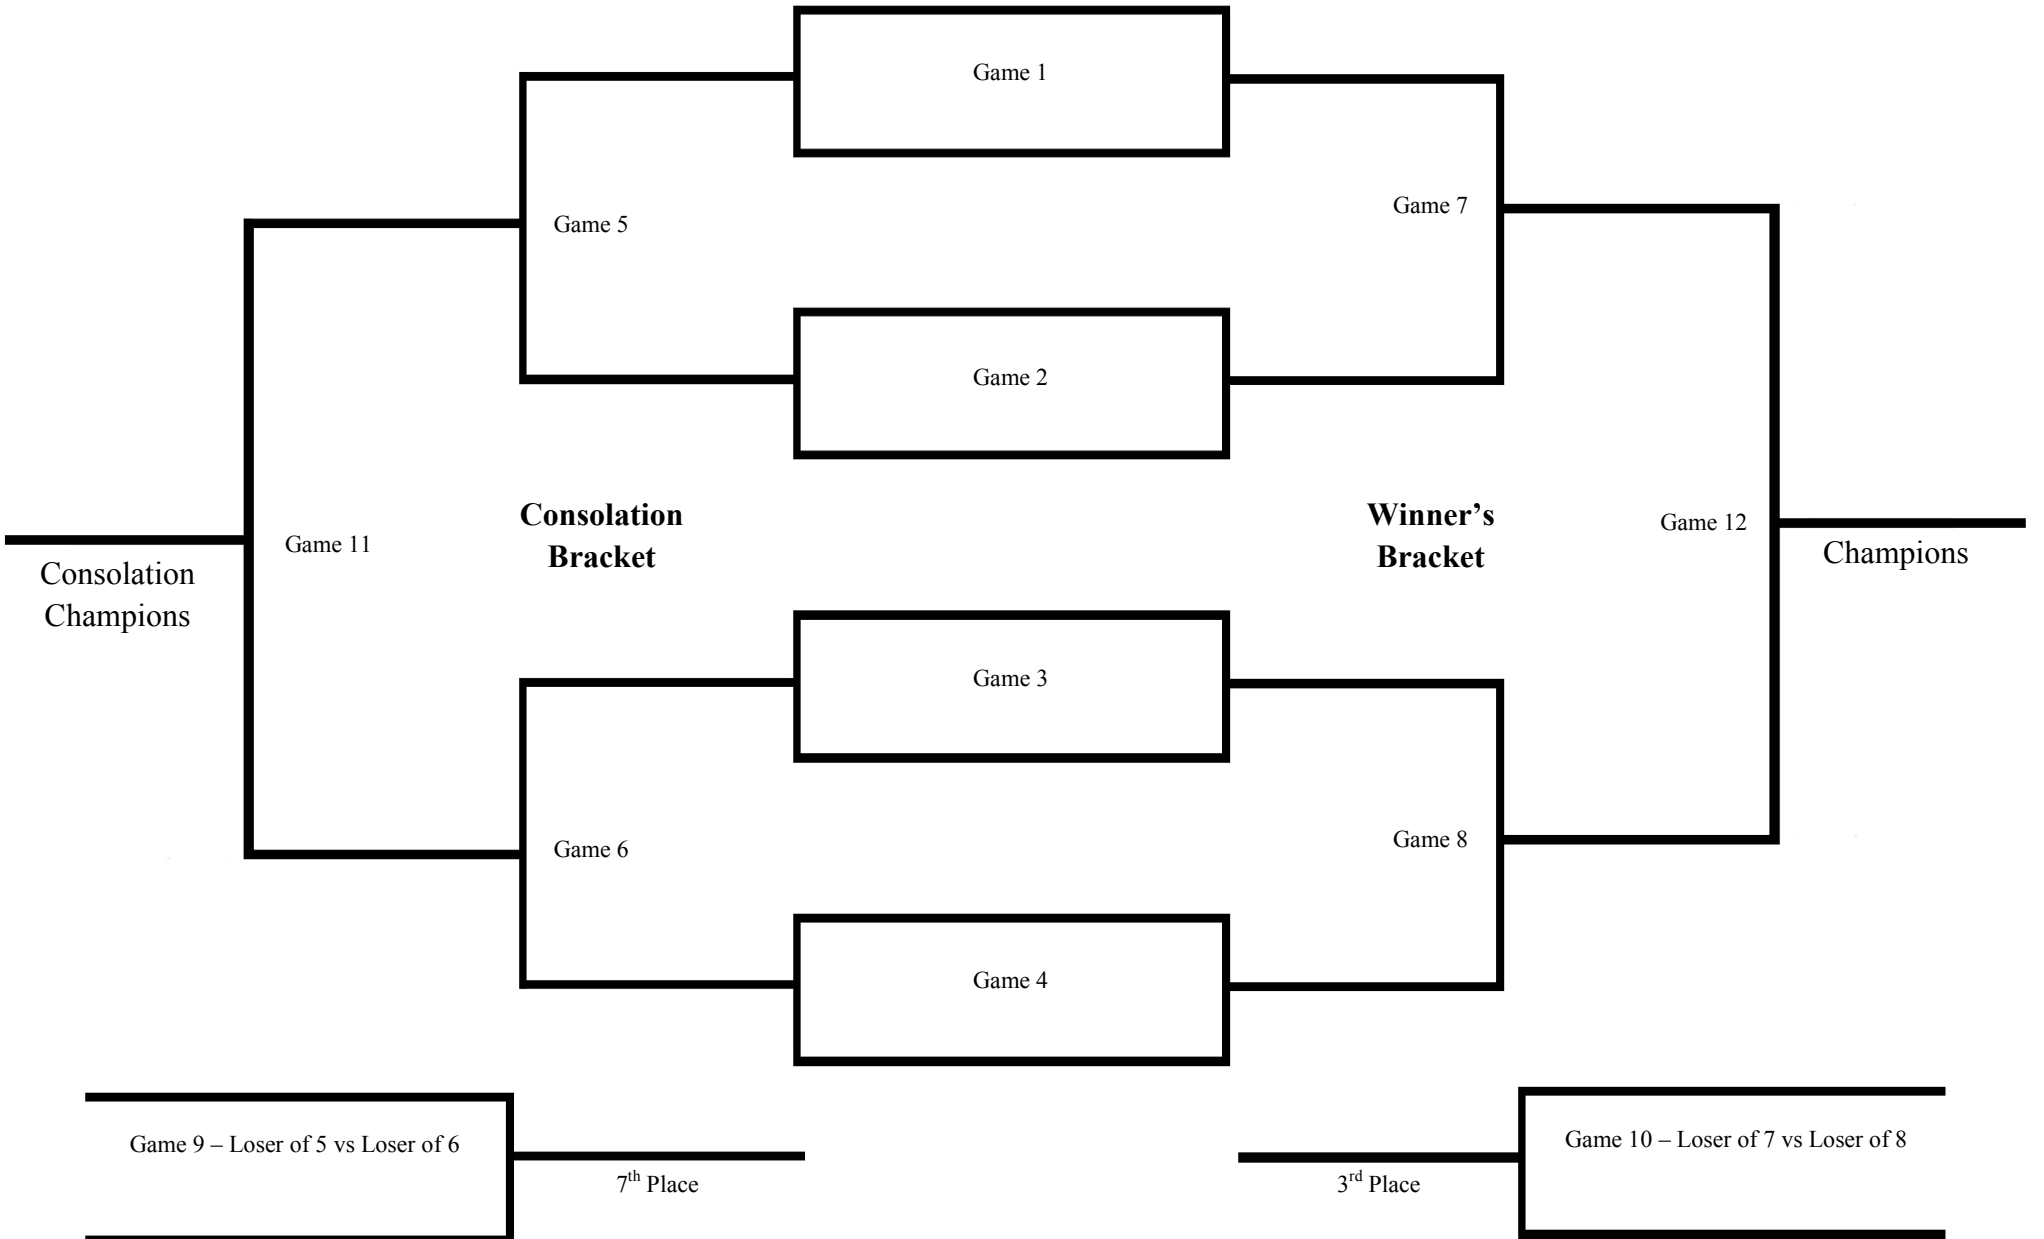 Game 1
Game 5
Game 7
Game 2
Consolation
Bracket
Winner’s
Bracket
Game 11
Game 12
Consolation
Champions
Champions
Game 3
Game 6
Game 8
Game 4
Game 9 – Loser of 5 vs Loser of 6
7th Place
Game 10 – Loser of 7 vs Loser of 8
3rd Place